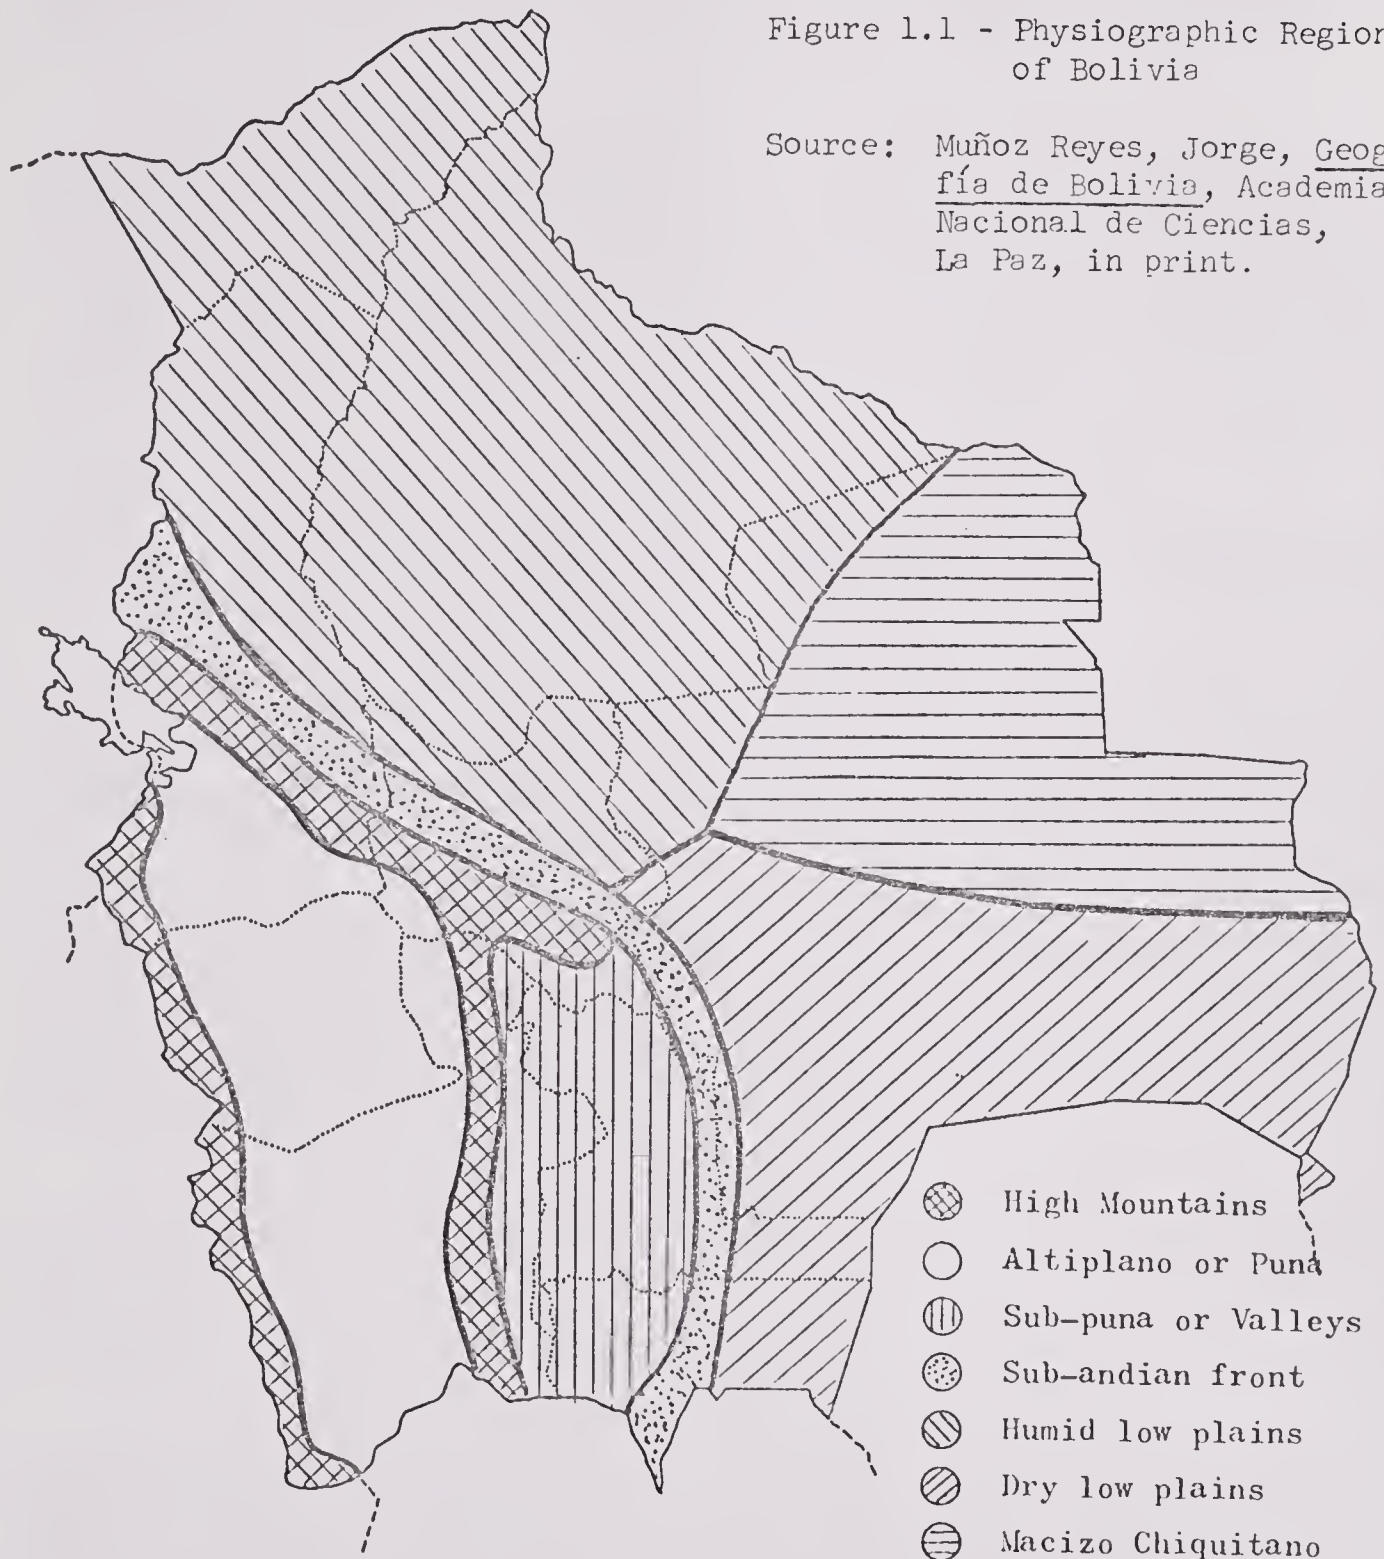 Figure 1.1 - Physiographic Region
of Bolivia
Source: Muñoz Reyes, Jorge, Geog
fía de Bolivia, Academia
Nacional de Ciencias,
La Paz, in print.
High Mountains
Altiplano or Puna
Sub-puna or Valleys
Sub-andian front
Humid low plains
Dry low plains
Macizo Chiquitano